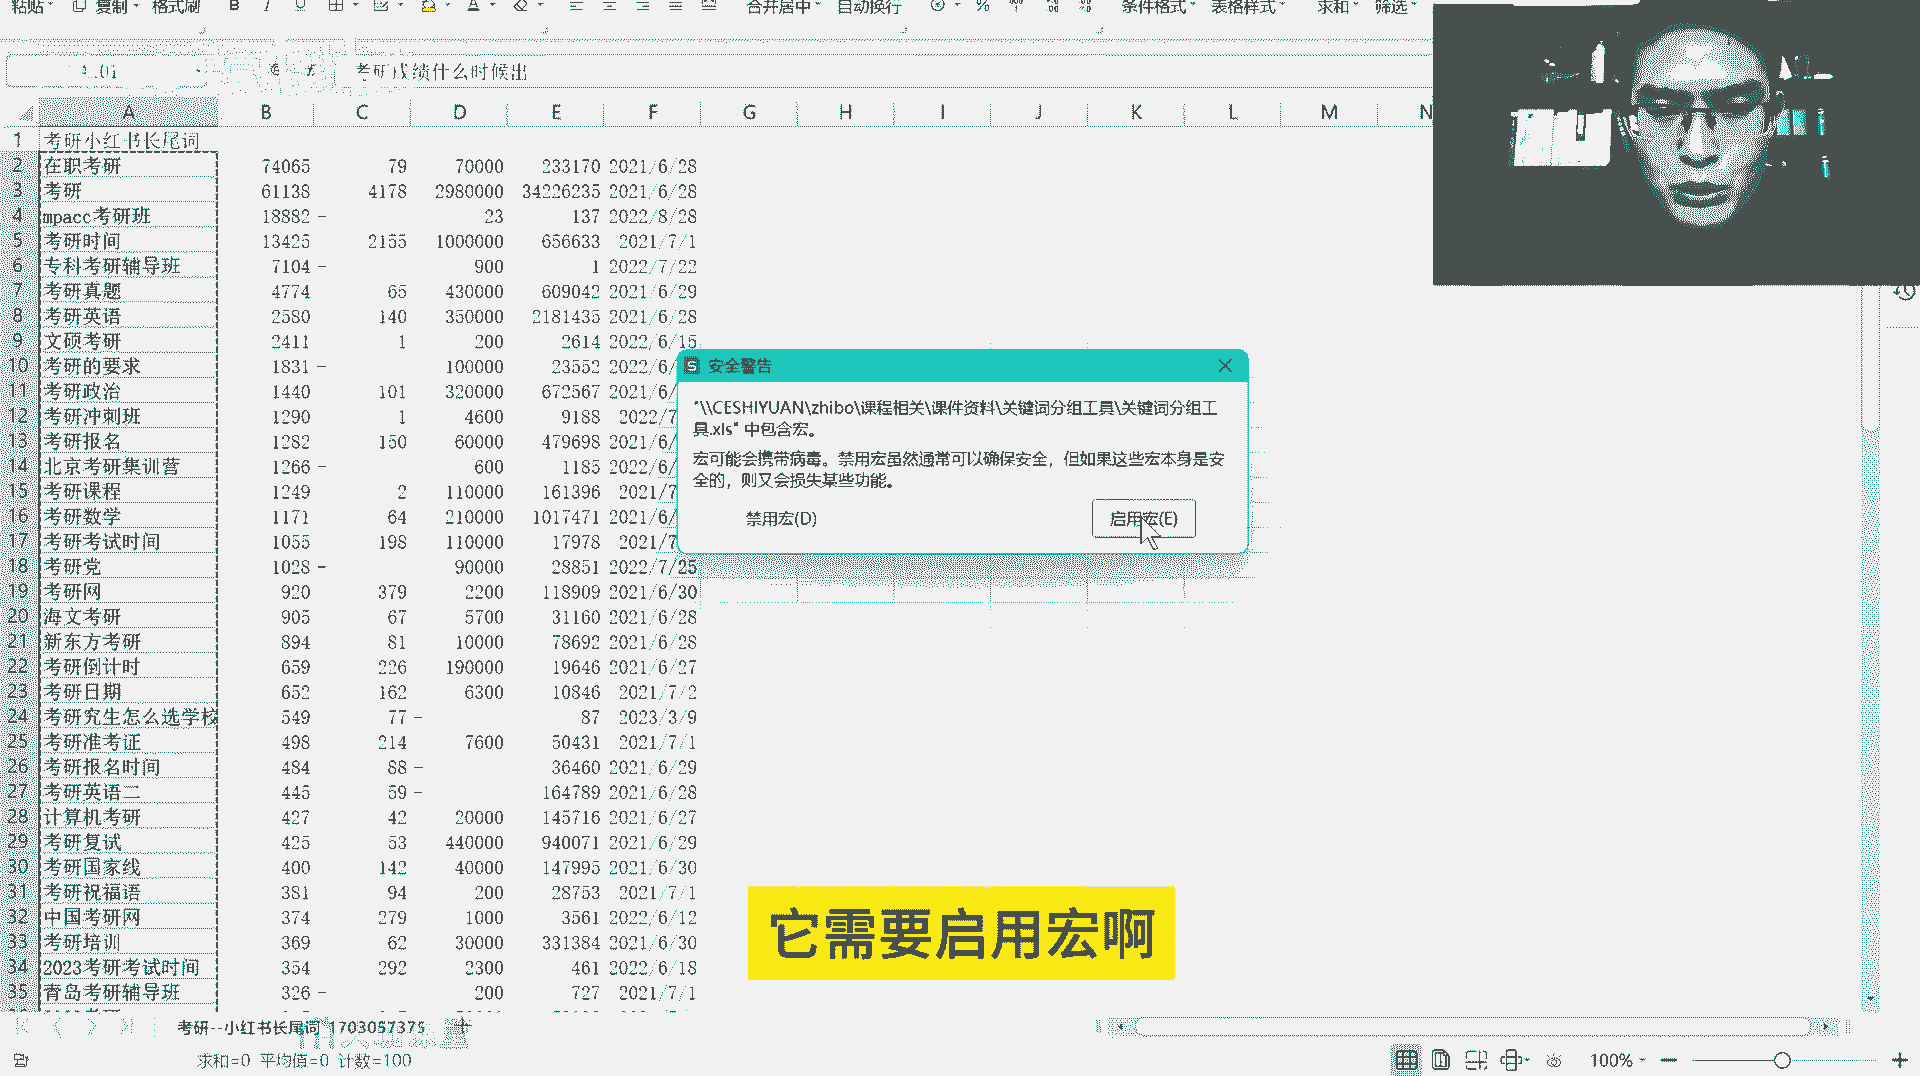 粘贴 复制 格式刷 B I U A 合并居中 自动换行 % 条件格式 表格样式 求和 筛选
考研成绩什么时候出
A B C D E F G H I J K L M N
1 考研小红书长尾词
2 在职考研 74065 79 70000 233170 2021/6/28
3 考研 61138 4178 2980000 34226235 2021/6/28
4 mpacc考研班 18882 - 23 137 2022/8/28
5 考研时间 13425 2155 1000000 656633 2021/7/1
6 专科考研辅导班 7104 - 900 1 2022/7/22
7 考研真题 4774 65 430000 609042 2021/6/29
8 考研英语 2580 140 350000 2181435 2021/6/28
9 文硕考研 2411 1 200 2614 2022/6/15
10 考研的要求 1831 - 100000 23552 2022/6/
11 考研政治 1440 101 320000 672567 2021/6/
12 考研冲刺班 1290 1 4600 9188 2022/7
13 考研报名 1282 150 60000 479698 2021/6/
14 北京考研集训营 1266 - 600 1185 2022/6/
15 考研课程 1249 2 110000 161396 2021/7
16 考研数学 1171 64 210000 1017471 2021/6/
17 考研考试时间 1055 198 110000 17978 2021/7
18 考研党 1028 - 90000 28851 2022/7/25
19 考研网 920 379 2200 118909 2021/6/30
20 海文考研 905 67 5700 31160 2021/6/28
21 新东方考研 894 81 10000 78692 2021/6/28
22 考研倒计时 659 226 190000 19646 2021/6/27
23 考研日期 652 162 6300 10846 2021/7/2
24 考研究生怎么选学校 549 77 - 87 2023/3/9
25 考研准考证 498 214 7600 50431 2021/7/1
26 考研报名时间 484 88 - 36460 2021/6/29
27 考研英语二 445 59 - 164789 2021/6/28
28 计算机考研 427 42 20000 145716 2021/6/27
29 考研复试 425 53 440000 940071 2021/6/29
30 考研国家线 400 142 40000 147995 2021/6/30
31 考研祝福语 381 94 200 28753 2021/7/1
32 中国考研网 374 279 1000 3561 2022/6/12
33 考研培训 369 62 30000 331384 2021/6/30
34 2023考研考试时间 354 292 2300 461 2022/6/18
35 青岛考研辅导班 326 - 200 727 2021/7/1
安全警告
"\\CESHIYUAN\zhibo\课程相关\课件资料\关键词分组工具\关键词分组工
具.xls" 中包含宏。
宏可能会携带病毒。禁用宏虽然通常可以确保安全，但如果这些宏本身是安
全的，则又会损失某些功能。
禁用宏(D) 启用宏(E)
它需要启用宏啊
考研--小红书长尾词_1703057375
求和=0 平均值=0 计数=100
100%